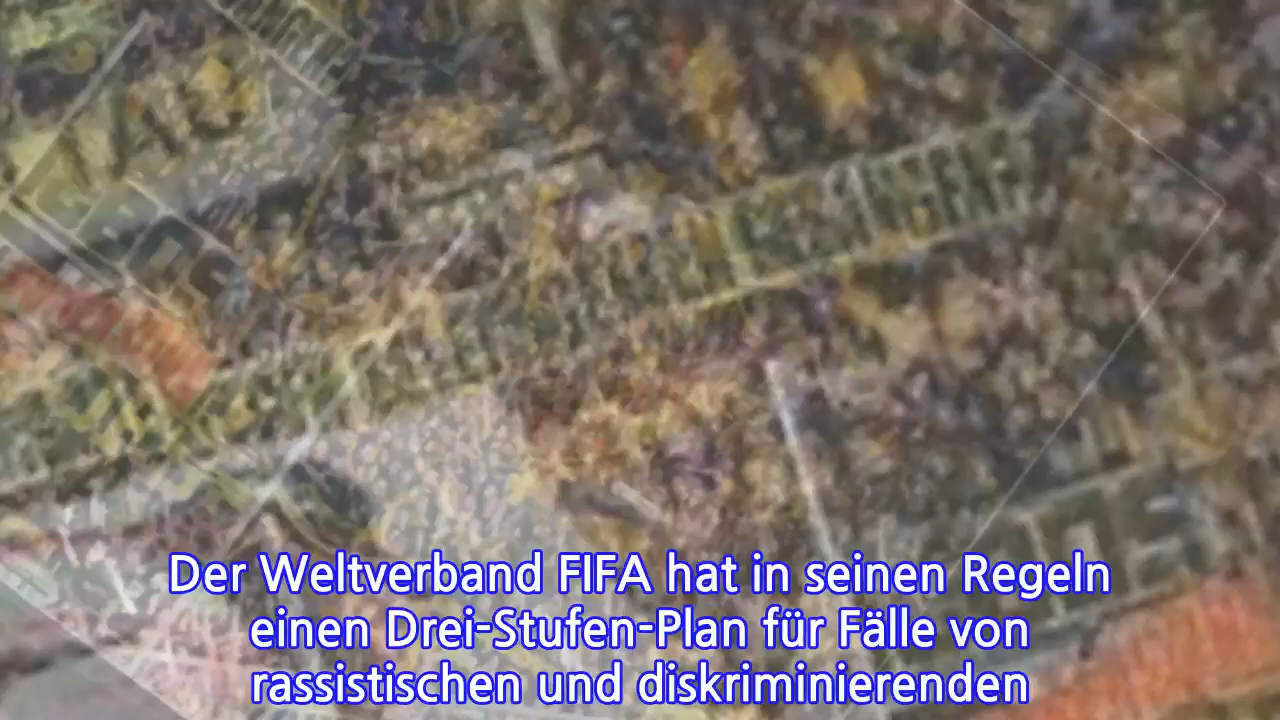 Der Weltverband FIFA hat in seinen Regeln
einen Drei-Stufen-Plan für Fälle von
rassistischen und diskriminierenden